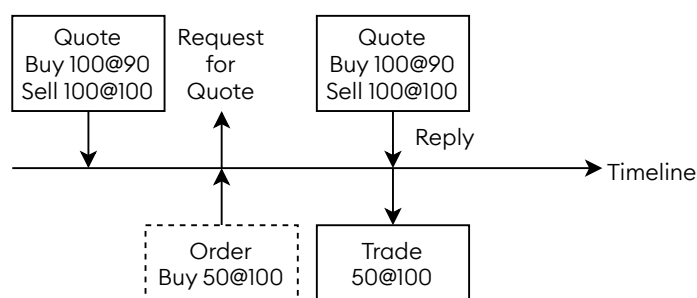 Quote
Buy 100@90
Sell 100@100
Request
for
Quote
Quote
Buy 100@90
Sell 100@100
Reply
Timeline
Order
Buy 50@100
Trade
50@100